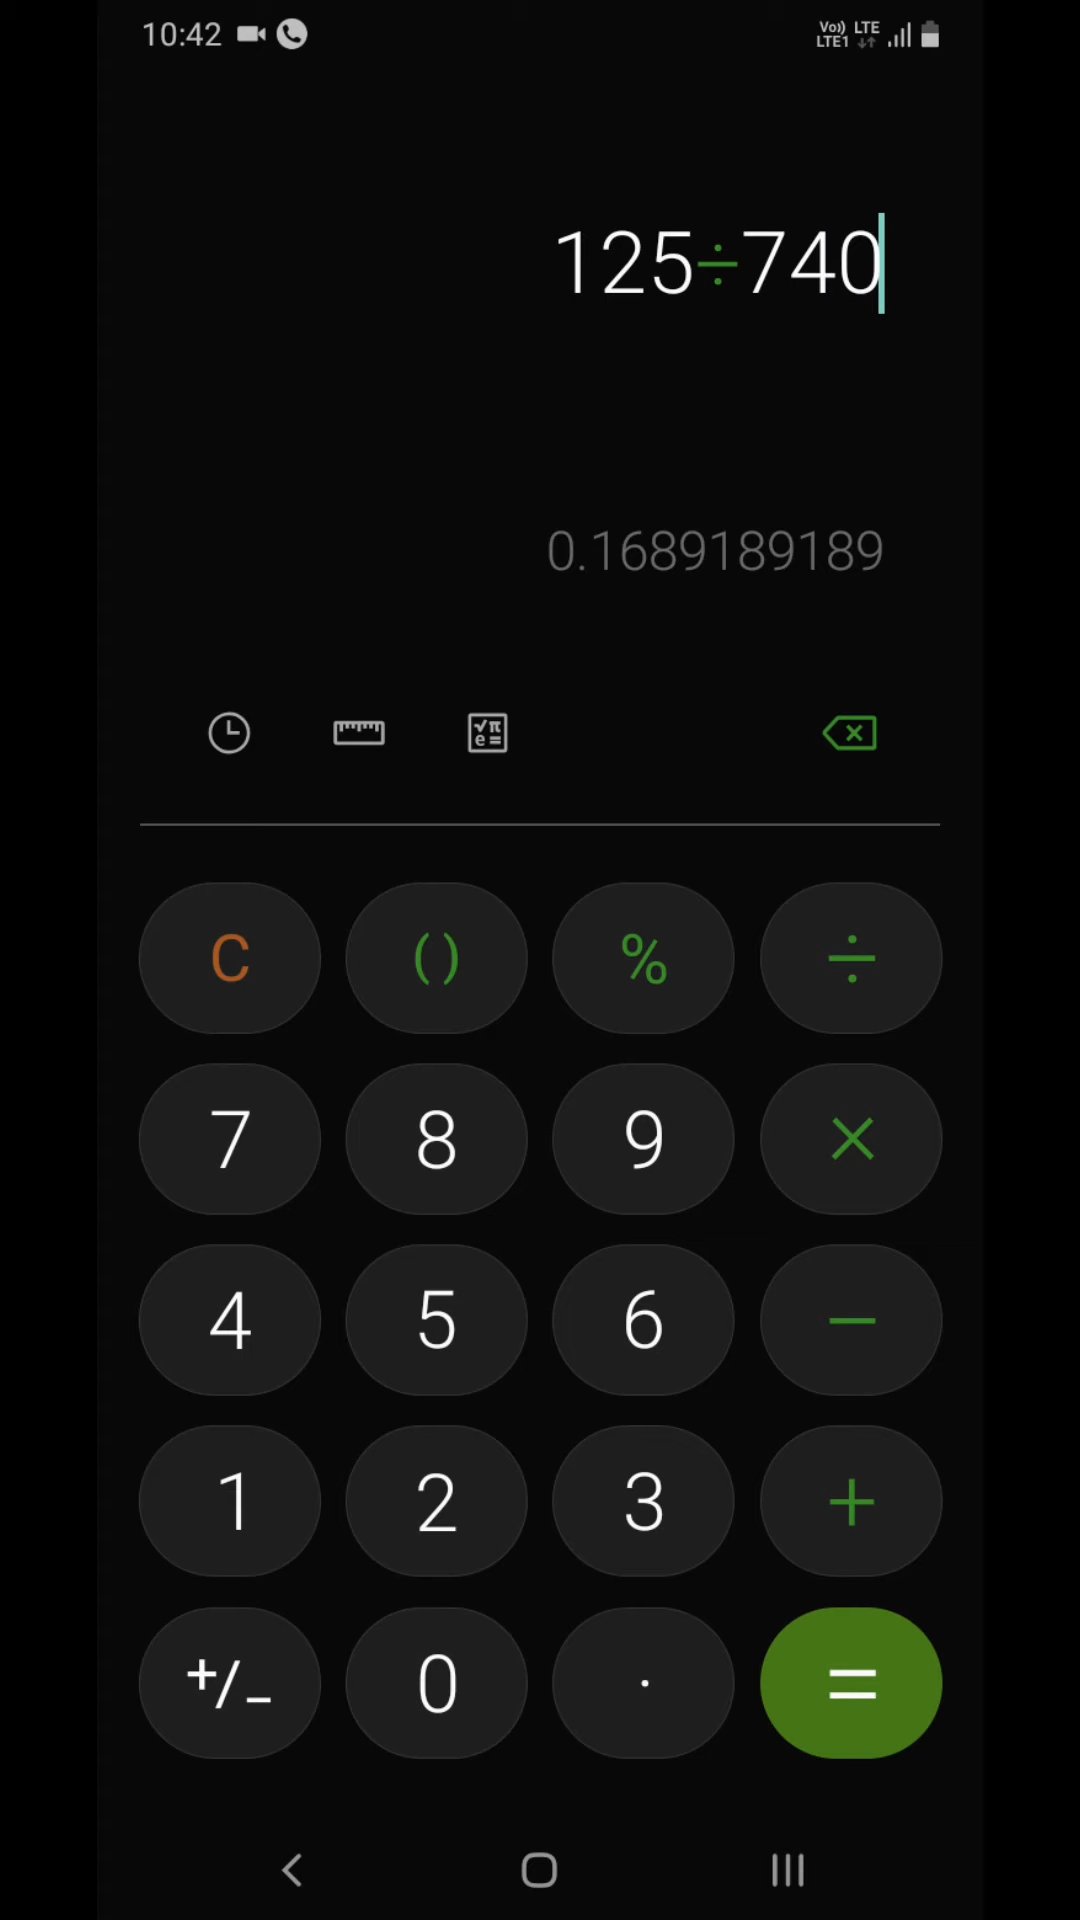 10:42 Vo)) LTE
LTE1
125÷740
0.1689189189
√π
e=
C () % ÷
7 8 9 ×
4 5 6 −
1 2 3 +
+/− 0 . =